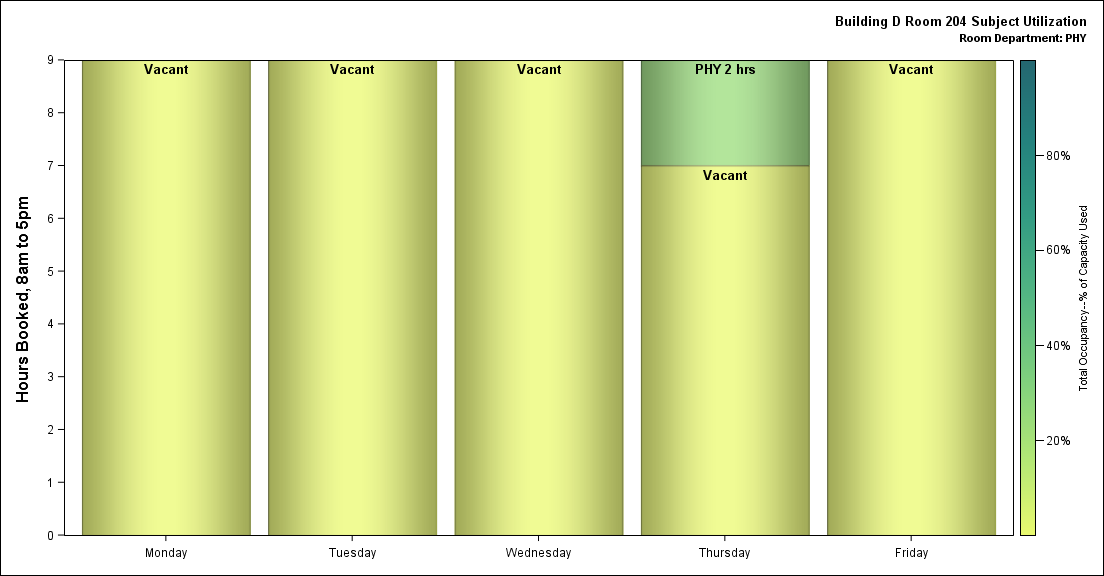 Building D Room 204 Subject Utilization
Room Department: PHY
Hours Booked, 8am to 5pm
9
8
7
6
5
4
3
2
1
0
Vacant
Vacant
Vacant
PHY 2 hrs
Vacant
Vacant
Monday
Tuesday
Wednesday
Thursday
Friday
80%
60%
40%
20%
Total Occupancy--% of Capacity Used